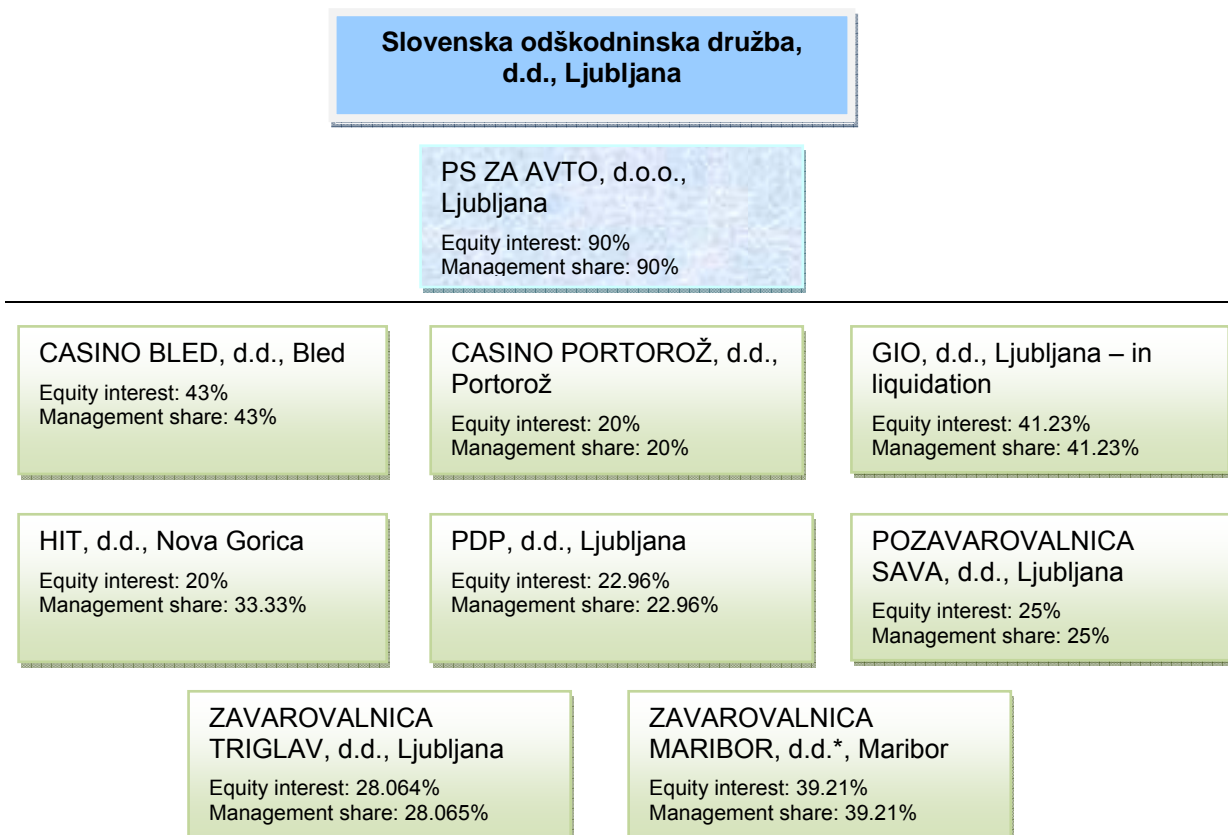 Slovenska odškodninska družba,
d.d., Ljubljana
PS ZA AVTO, d.o.o.,
Ljubljana
Equity interest: 90%
Management share: 90%
CASINO BLED, d.d., Bled
Equity interest: 43%
Management share: 43%
CASINO PORTOROŽ, d.d.,
Portorož
Equity interest: 20%
Management share: 20%
GIO, d.d., Ljubljana – in
liquidation
Equity interest: 41.23%
Management share: 41.23%
HIT, d.d., Nova Gorica
Equity interest: 20%
Management share: 33.33%
PDP, d.d., Ljubljana
Equity interest: 22.96%
Management share: 22.96%
POZAVAROVALNICA
SAVA, d.d., Ljubljana
Equity interest: 25%
Management share: 25%
ZAVAROVALNICA
TRIGLAV, d.d., Ljubljana
Equity interest: 28.064%
Management share: 28.065%
ZAVAROVALNICA
MARIBOR, d.d.*, Maribor
Equity interest: 39.21%
Management share: 39.21%